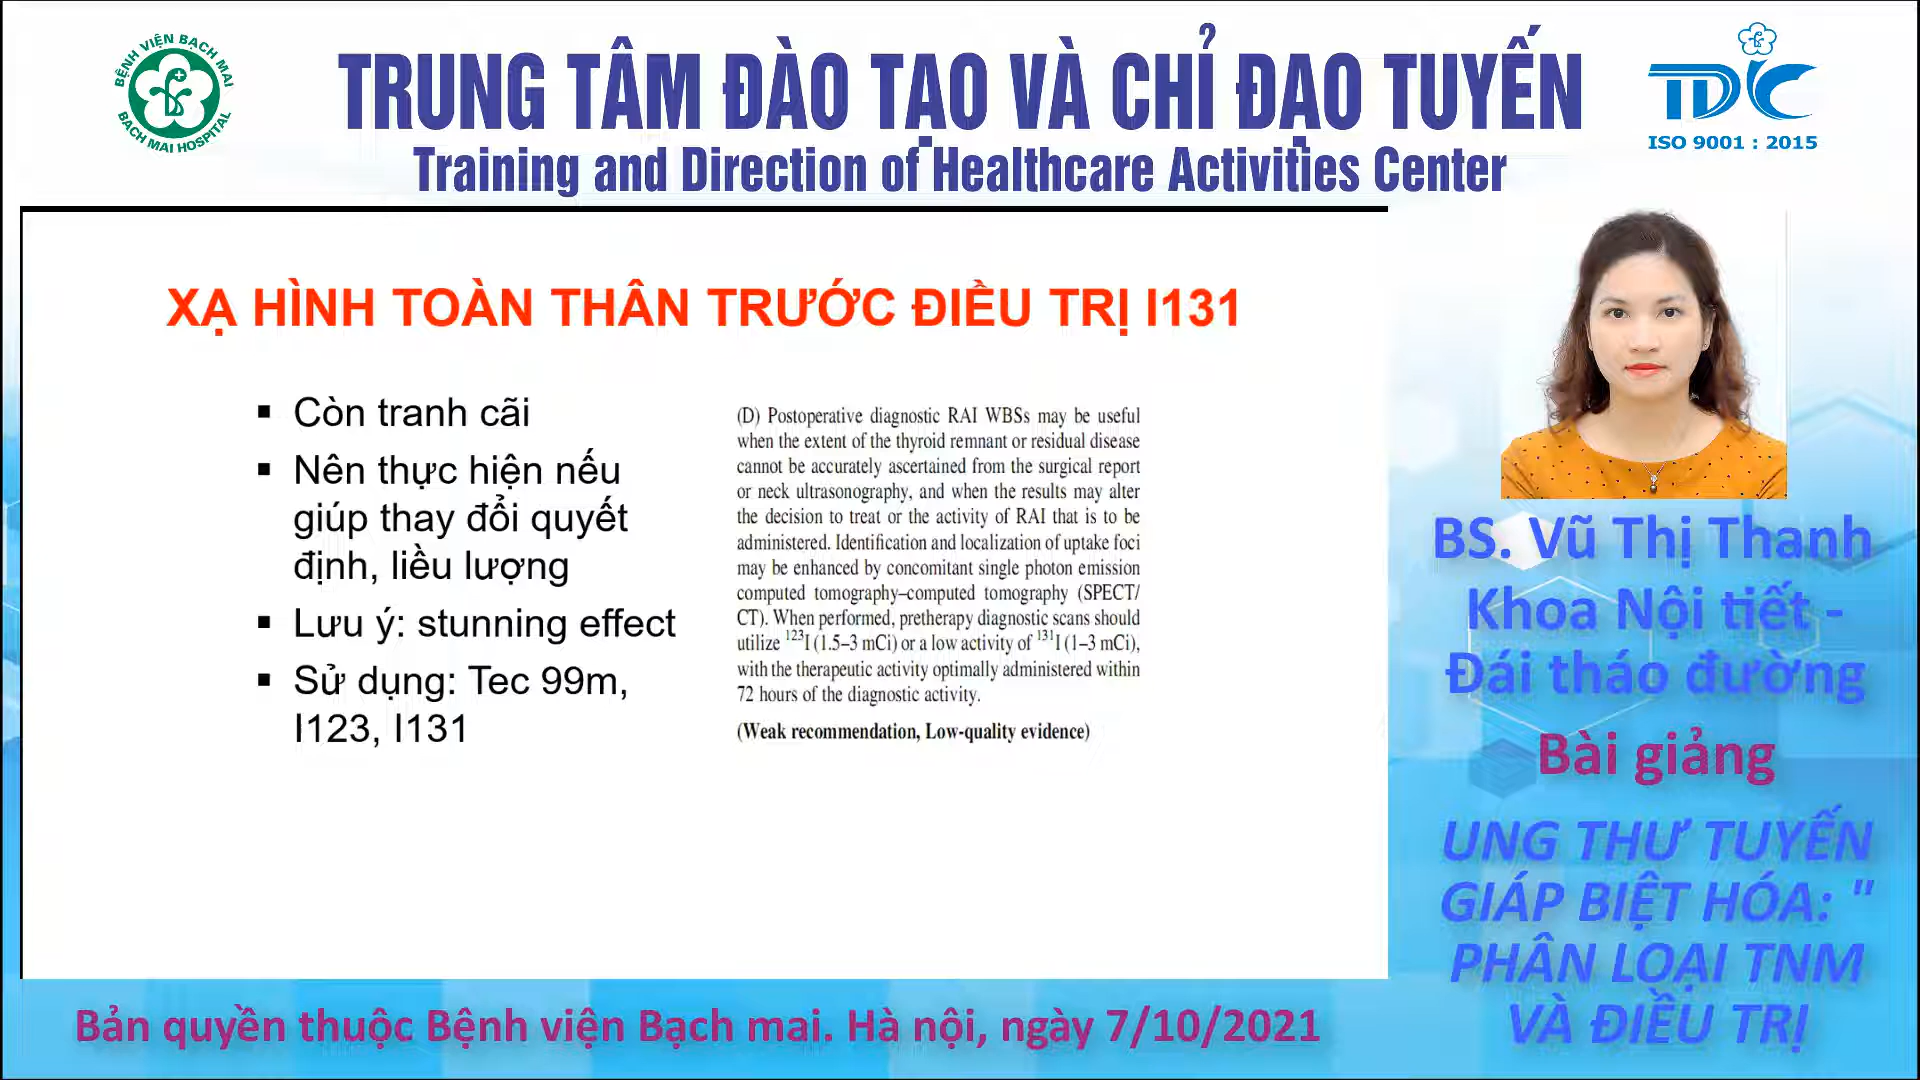 BỆNH VIỆN BẠCH MAI
BACH MAI HOSPITAL
TRUNG TÂM ĐÀO TẠO VÀ CHỈ ĐẠO TUYẾN
Training and Direction of Healthcare Activities Center
TDC
ISO 9001 : 2015
XẠ HÌNH TOÀN THÂN TRƯỚC ĐIỀU TRỊ I131
▪ Còn tranh cãi
▪ Nên thực hiện nếu
giúp thay đổi quyết
định, liều lượng
▪ Lưu ý: stunning effect
▪ Sử dụng: Tec 99m,
I123, I131
(D) Postoperative diagnostic RAI WBSs may be useful
when the extent of the thyroid remnant or residual disease
cannot be accurately ascertained from the surgical report
or neck ultrasonography, and when the results may alter
the decision to treat or the activity of RAI that is to be
administered. Identification and localization of uptake foci
may be enhanced by concomitant single photon emission
computed tomography–computed tomography (SPECT/
CT). When performed, pretherapy diagnostic scans should
utilize ¹²³I (1.5–3 mCi) or a low activity of ¹³¹I (1–3 mCi),
with the therapeutic activity optimally administered within
72 hours of the diagnostic activity.
(Weak recommendation, Low-quality evidence)
BS. Vũ Thị Thanh
Khoa Nội tiết -
Đái tháo đường
Bài giảng
UNG THƯ TUYẾN
GIÁP BIỆT HÓA: "
PHÂN LOẠI TNM
VÀ ĐIỀU TRỊ
Bản quyền thuộc Bệnh viện Bạch mai. Hà nội, ngày 7/10/2021